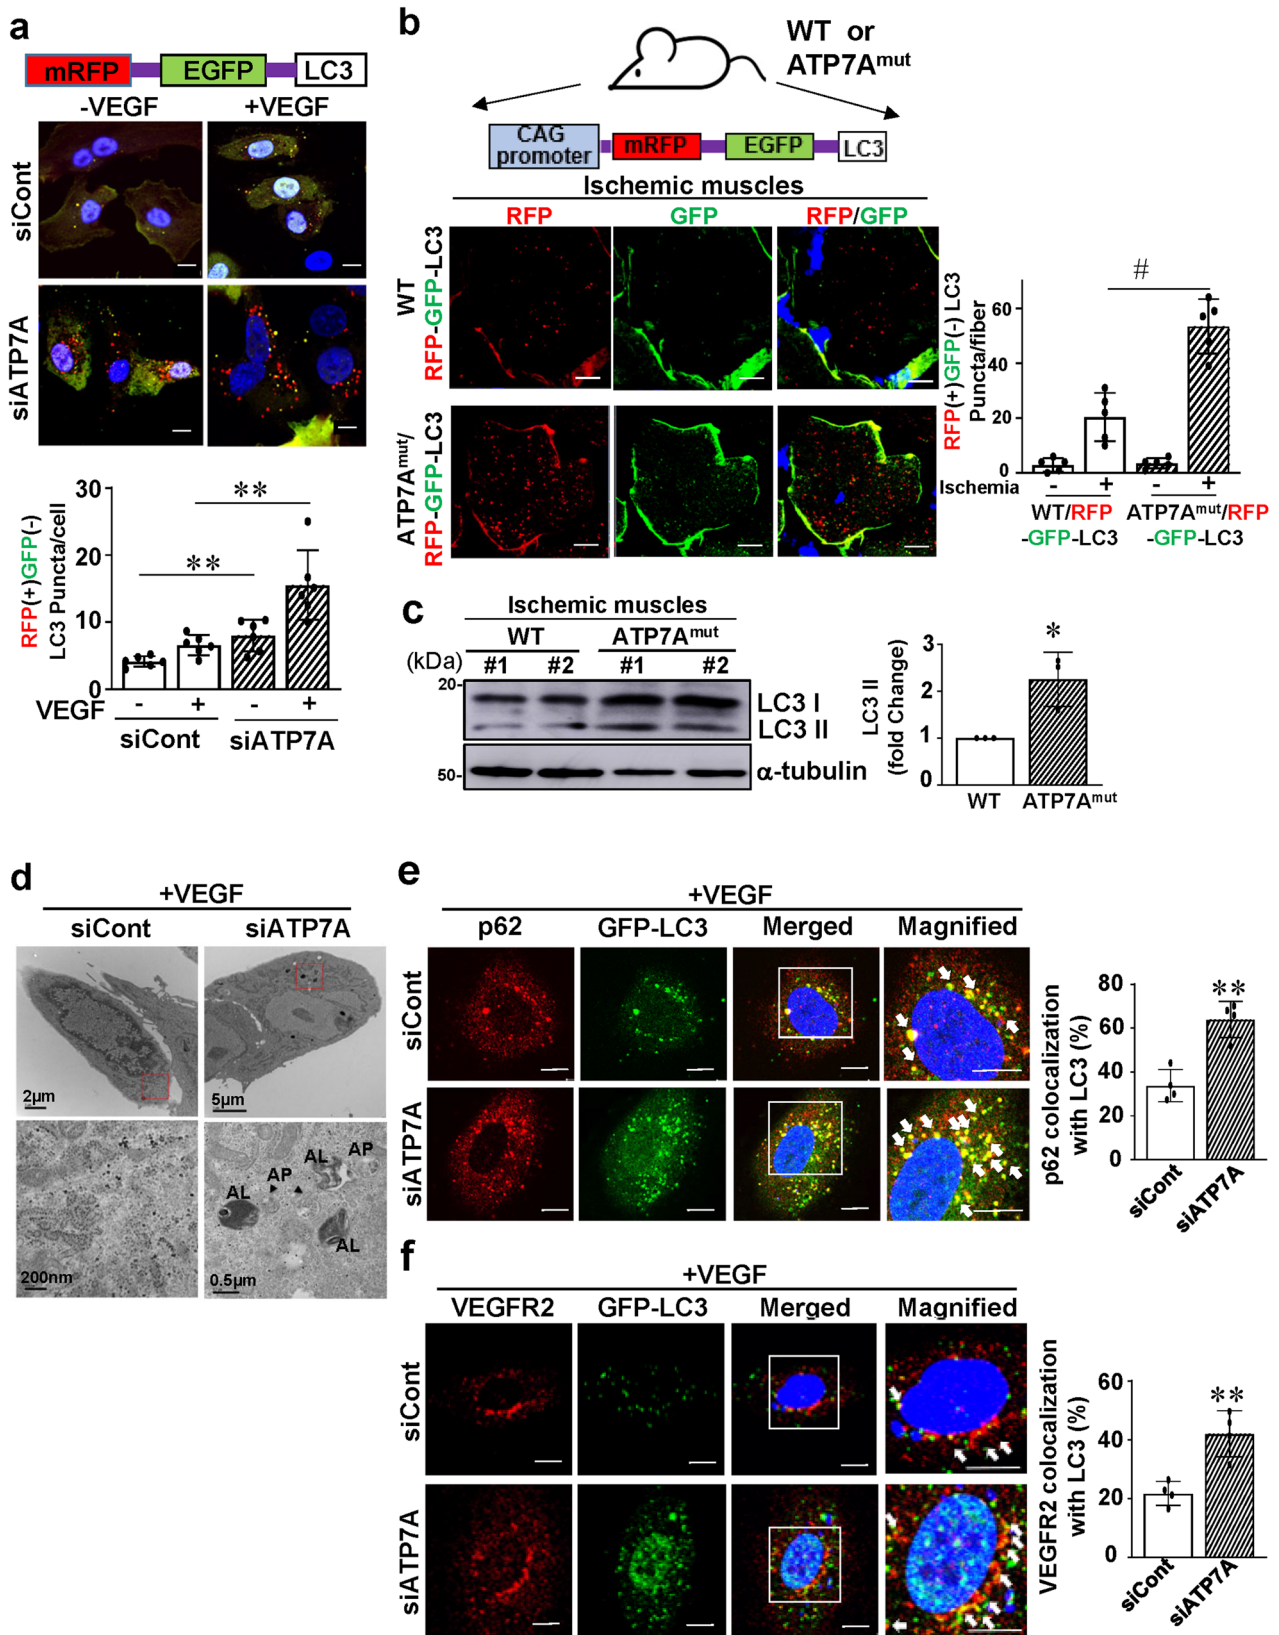 a
mRFP EGFP LC3
-VEGF +VEGF
siCont
siATP7A
RFP(+)GFP(-)
LC3 Puncta/cell
30
20
10
0
** **
VEGF - + - +
siCont siATP7A
b
WT or
ATP7Amut
CAG
promoter mRFP EGFP LC3
Ischemic muscles
RFP GFP RFP/GFP
WT
RFP-GFP-LC3
ATP7Amut/
RFP-GFP-LC3
RFP(+)GFP(-) LC3
Puncta/fiber
60
40
20
0
#
Ischemia - + - +
WT/RFP ATP7Amut/RFP
-GFP-LC3 -GFP-LC3
c
Ischemic muscles
WT ATP7Amut
(kDa) #1 #2 #1 #2
20-
LC3 I
LC3 II
50-
α-tubulin
LC3 II
(fold Change)
3
2
1
0
*
WT ATP7Amut
d
+VEGF
siCont siATP7A
2μm 5μm
AL AP
AP
AL
AL
200nm 0.5μm
e
+VEGF
p62 GFP-LC3 Merged Magnified
siCont
siATP7A
p62 colocalization
with LC3 (%)
80
60
40
20
0
**
siCont
siATP7A
f
+VEGF
VEGFR2 GFP-LC3 Merged Magnified
siCont
siATP7A
VEGFR2 colocalization
with LC3 (%)
60
40
20
0
**
siCont
siATP7A